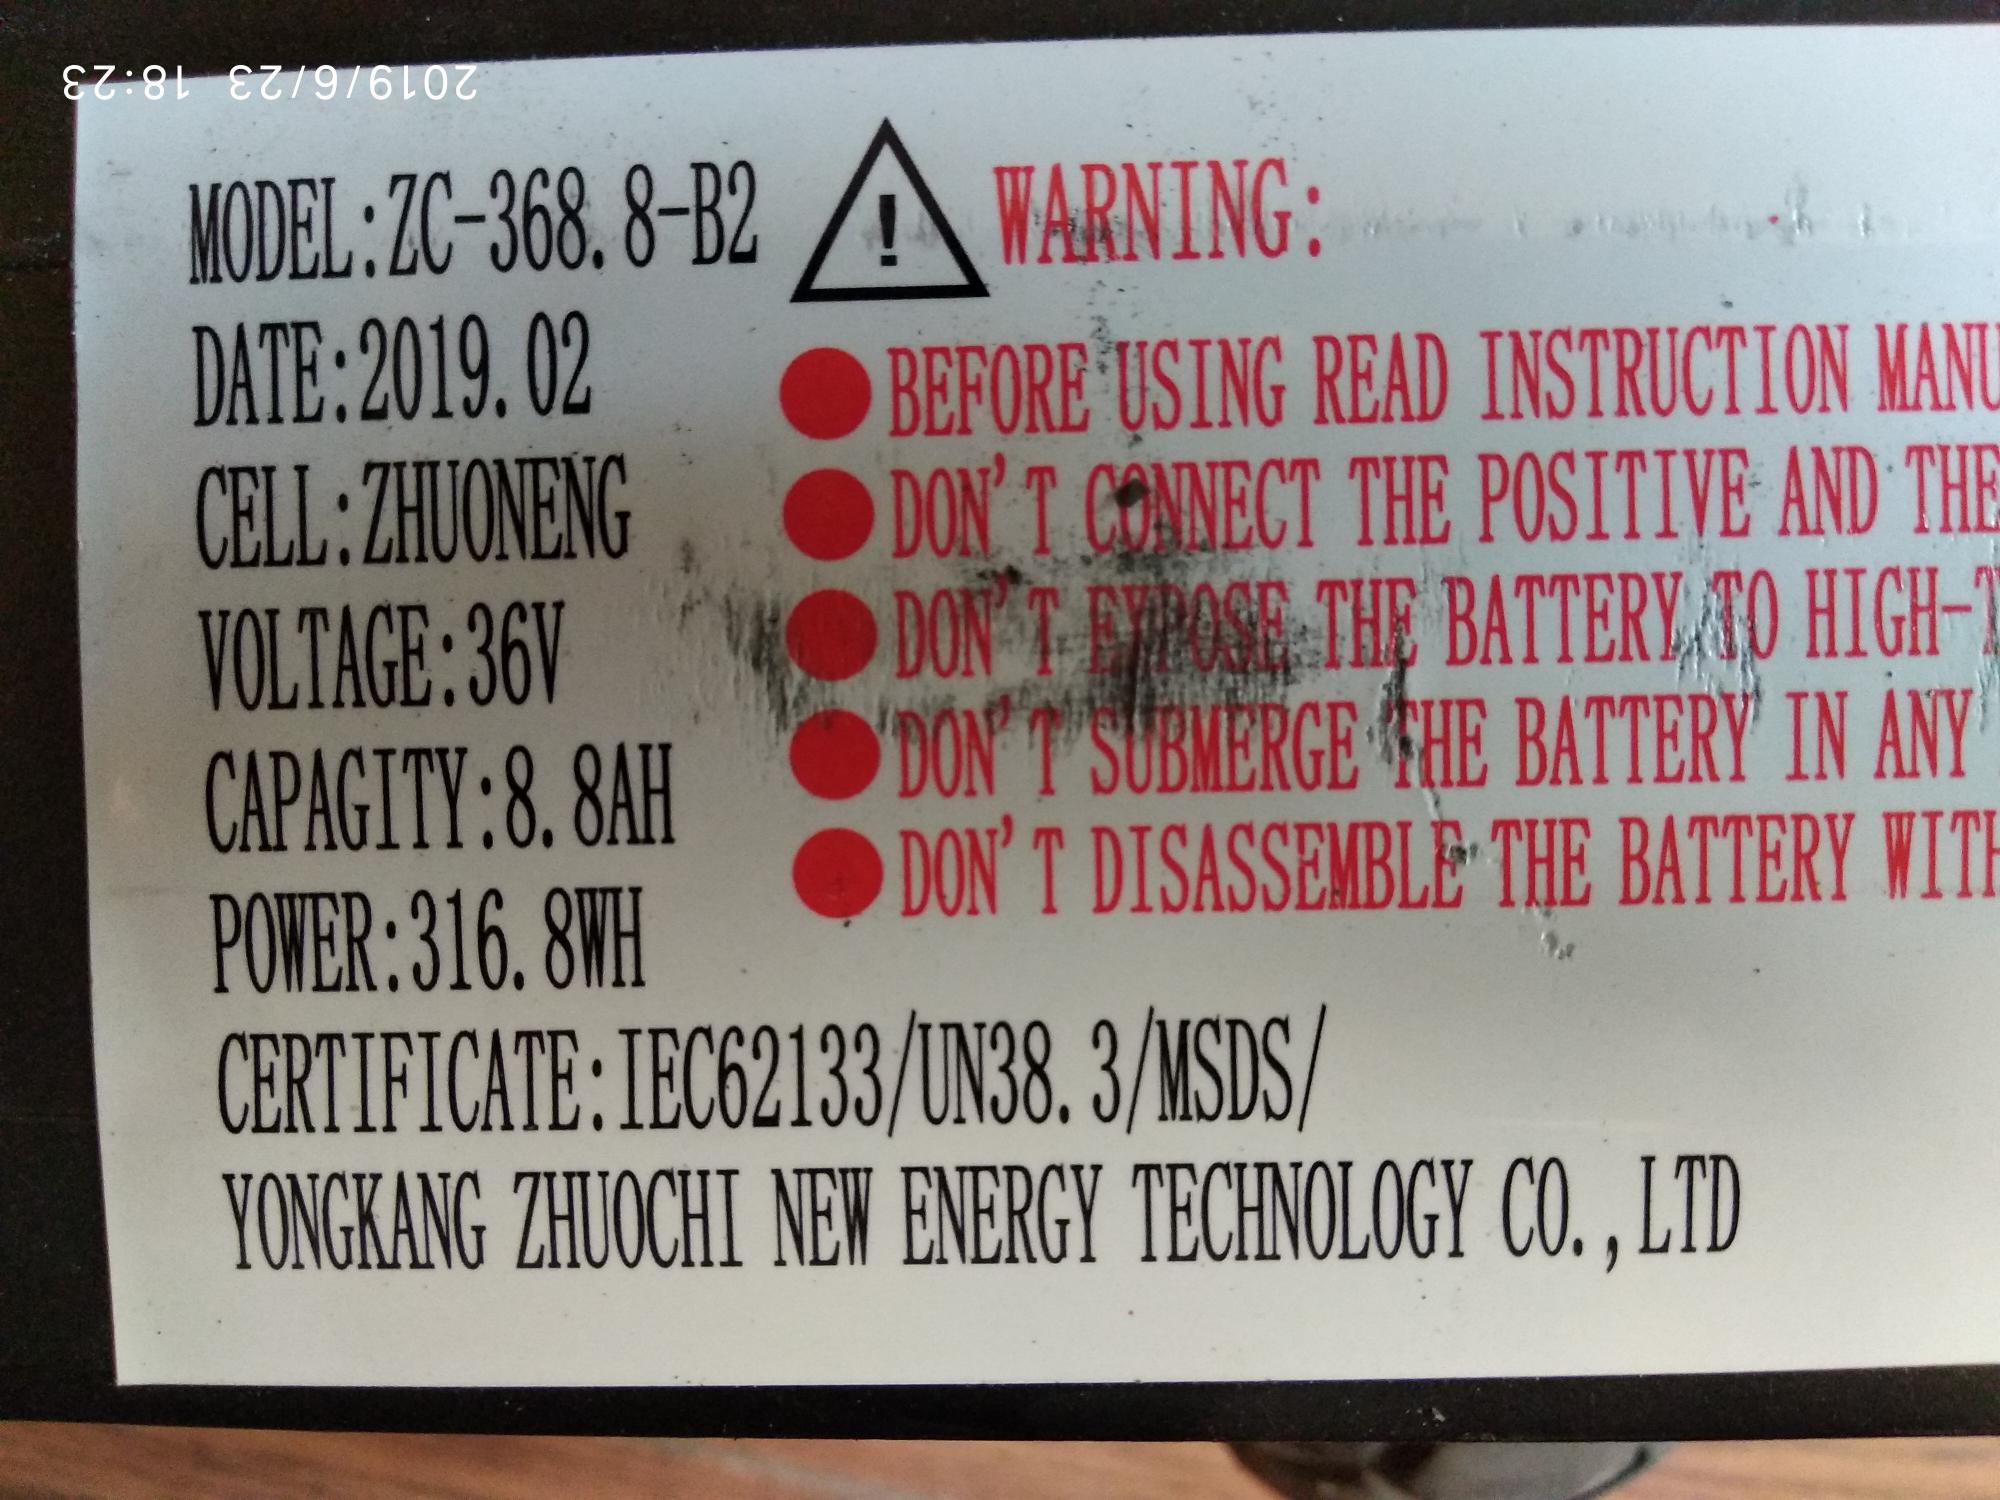 2019/6/23 18:23
MODEL:ZC-368.8-B2
DATE:2019.02
CELL:ZHUONENG
VOLTAGE:36V
CAPAGITY:8.8AH
POWER:316.8WH
CERTIFICATE:IEC62133/UN38.3/MSDS/
YONGKANG ZHUOCHI NEW ENERGY TECHNOLOGY CO.,LTD
! WARNING:
BEFORE USING READ INSTRUCTION MANU
DON'T CONNECT THE POSITIVE AND THE
DON'T EXPOSE THE BATTERY TO HIGH-T
DON'T SUBMERGE THE BATTERY IN ANY
DON'T DISASSEMBLE THE BATTERY WITH